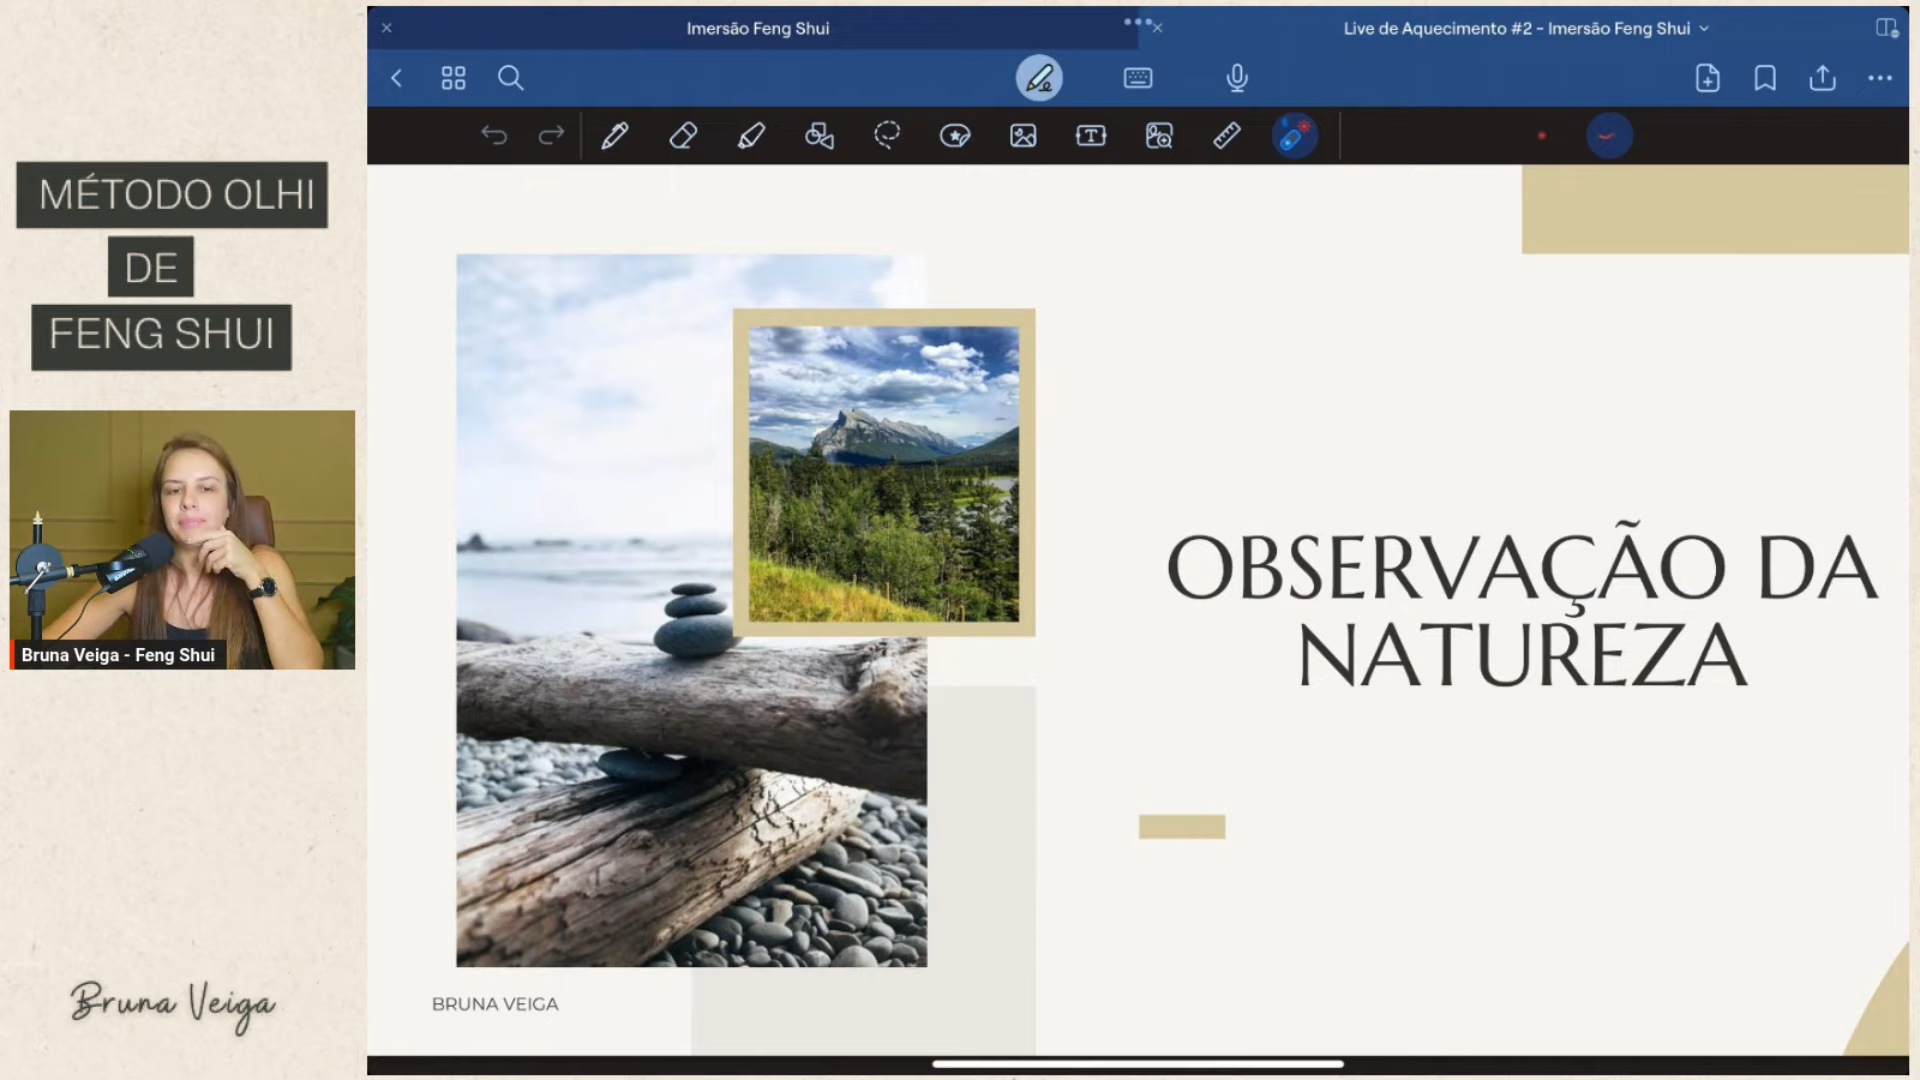 Imersão Feng Shui
Live de Aquecimento #2 - Imersão Feng Shui
MÉTODO OLHI
DE
FENG SHUI
Bruna Veiga - Feng Shui
OBSERVAÇÃO DA
NATUREZA
BRUNA VEIGA
Bruna Veiga